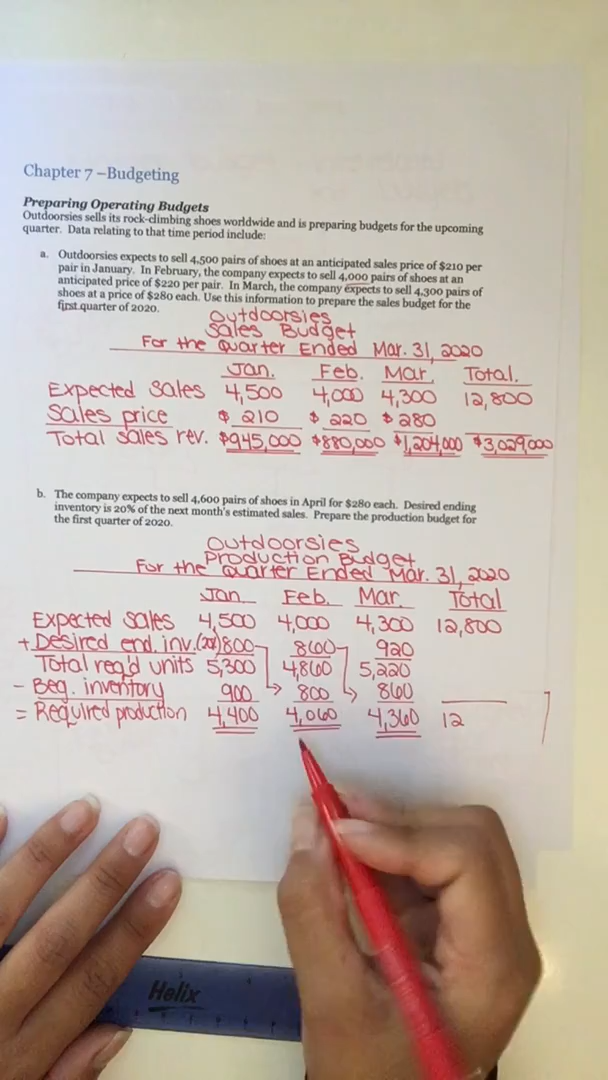 Chapter 7 –Budgeting
Preparing Operating Budgets
Outdoorsies sells its rock-climbing shoes worldwide and is preparing budgets for the upcoming
quarter. Data relating to that time period include:
a. Outdoorsies expects to sell 4,500 pairs of shoes at an anticipated sales price of $210 per
pair in January. In February, the company expects to sell 4,000 pairs of shoes at an
anticipated price of $220 per pair. In March, the company expects to sell 4,300 pairs of
shoes at a price of $280 each. Use this information to prepare the sales budget for the
first quarter of 2020.
Outdoorsies
Sales Budget
For the Quarter Ended Mar. 31, 2020
Jan. Feb. Mar. Total.
Expected Sales 4,500 4,000 4,300 12,800
Sales price $ 210 $ 220 $ 280
Total sales rev. $945,000 $880,000 $1,204,000 $3,029,000
b. The company expects to sell 4,600 pairs of shoes in April for $280 each. Desired ending
inventory is 20% of the next month's estimated sales. Prepare the production budget for
the first quarter of 2020.
Outdoorsies
Production Budget
For the Quarter Ended Mar. 31, 2020
Jan Feb. Mar. Total
Expected Sales 4,500 4,000 4,300 12,800
+ Desired end. inv. 800 860 920
Total req'd units 5,300 4,860 5,220
- Beg. inventory 900 800 860
= Required production 4,400 4,060 4,360 12
Helix